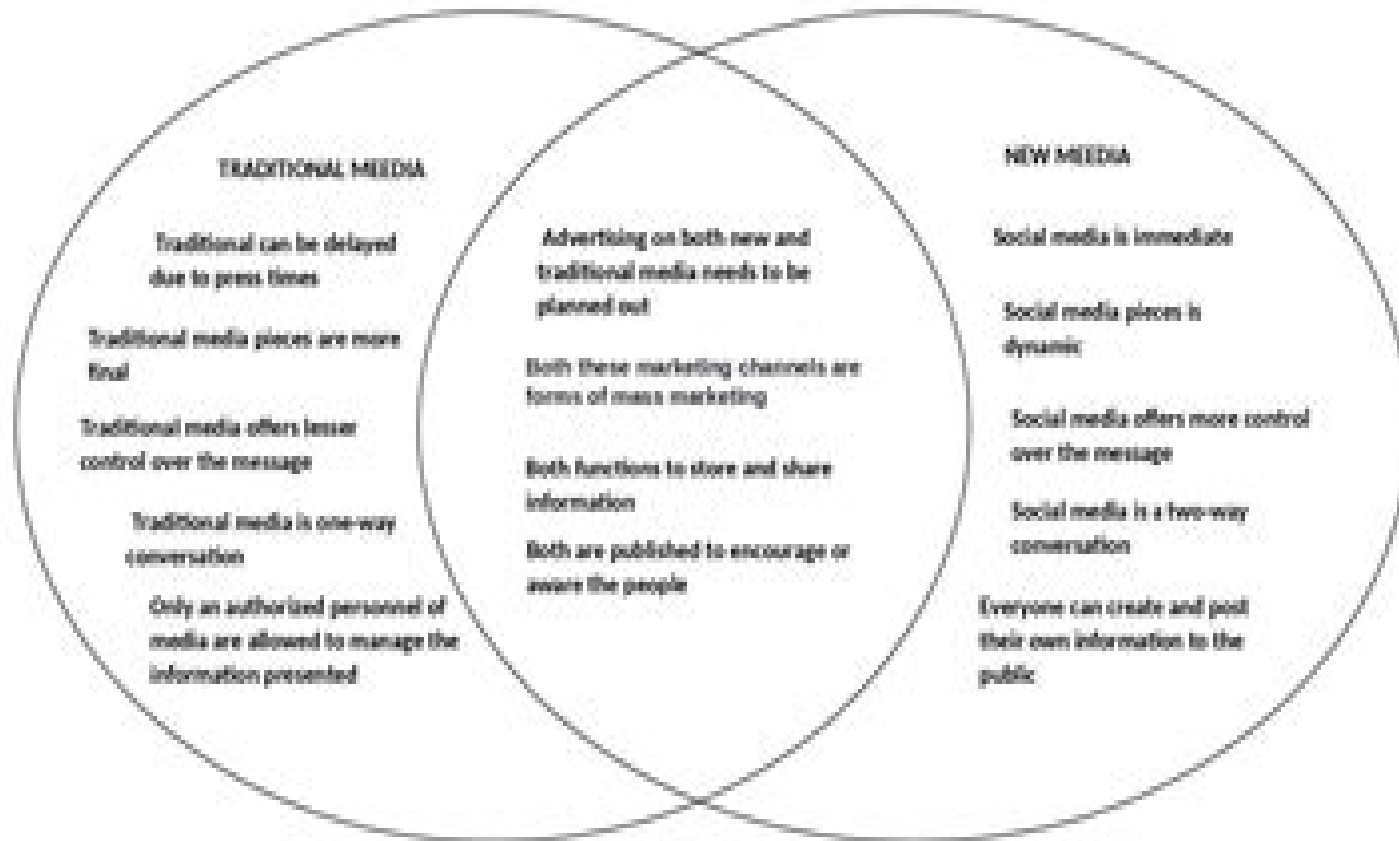 TRADITIONAL MEEDIA
Traditional can be delayed
due to press times
Traditional media pieces are more
final
Traditional media offers lesser
control over the message
Traditional media is one-way
conversation
Only an authorized personnel of
media are allowed to manage the
information presented
Advertising on both new and
traditional media needs to be
planned out
Both these marketing channels are
forms of mass marketing
Both functions to store and share
information
Both are published to encourage or
aware the people
NEW MEEDIA
Social media is immediate
Social media pieces is
dynamic
Social media offers more control
over the message
Social media is a two-way
conversation
Everyone can create and post
their own information to the
public